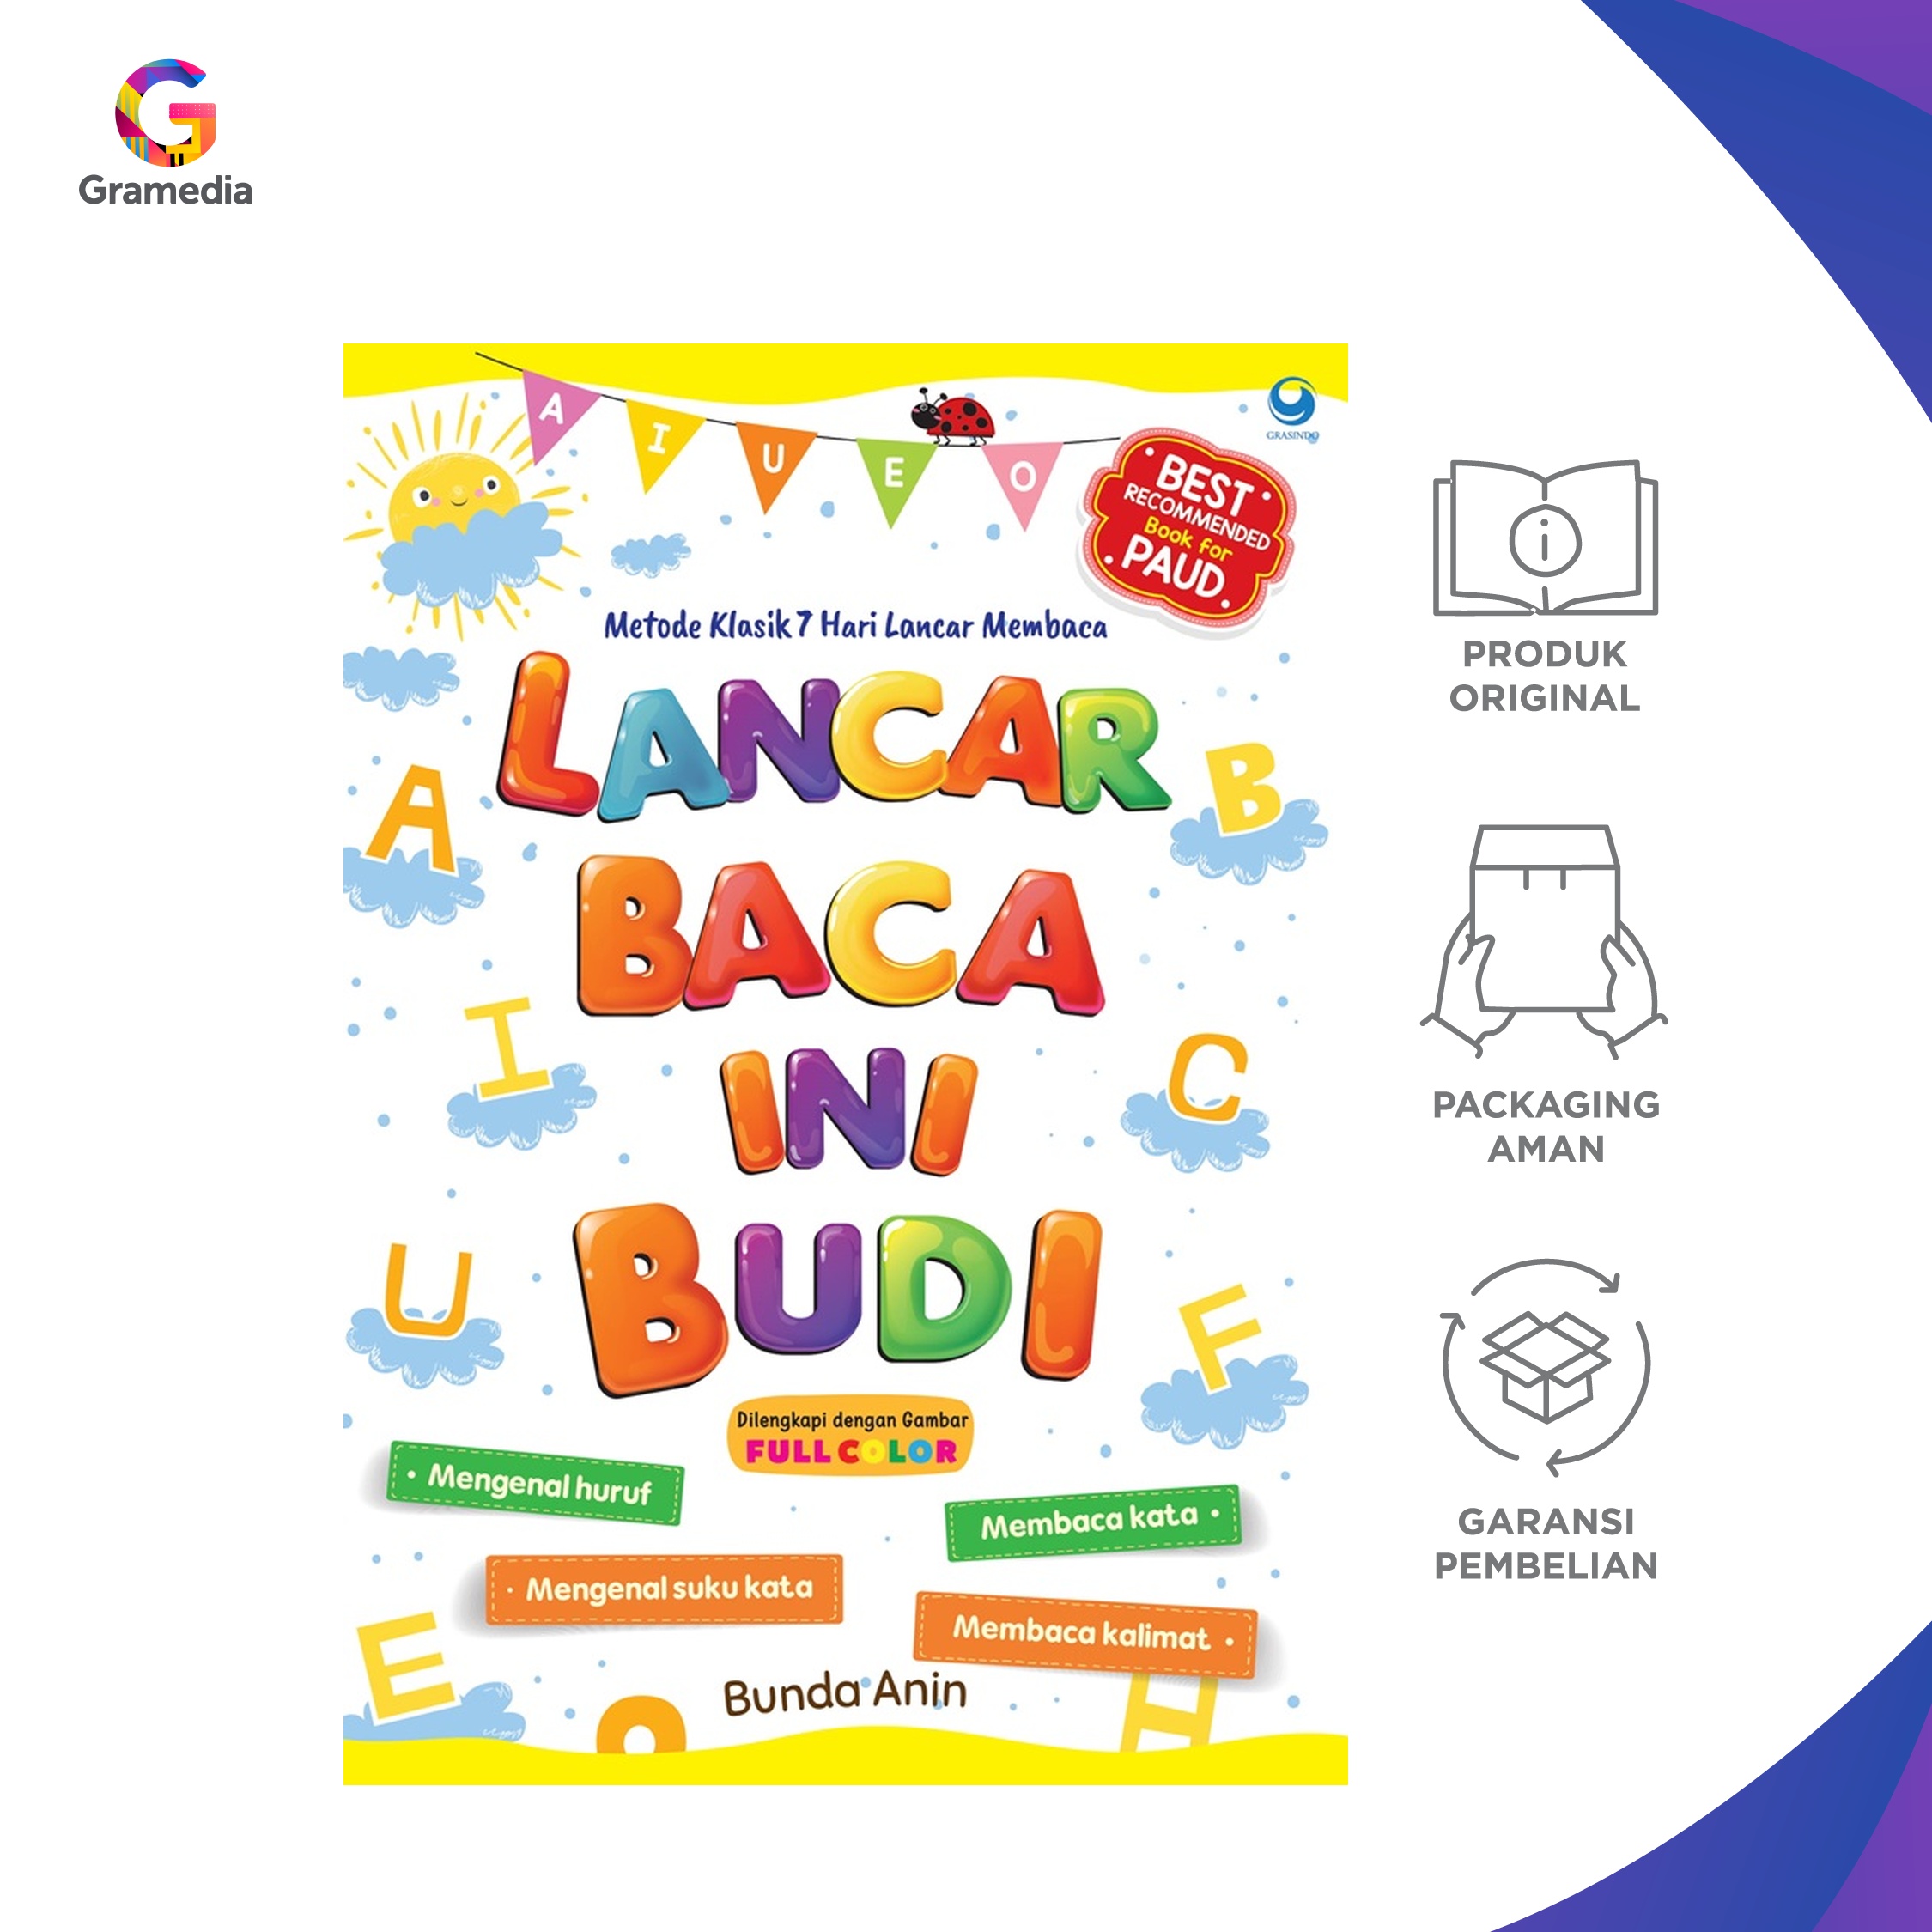 Gramedia
A I U E O
GRASINDO
BEST
RECOMMENDED
Book for
PAUD
Metode Klasik 7 Hari Lancar Membaca
LANCAR
BACA
INI
BUDI
A
B
I
C
U
F
E
O
H
Dilengkapi dengan Gambar
FULL COLOR
• Mengenal huruf
Membaca kata •
• Mengenal suku kata
Membaca kalimat •
Bunda Anin
PRODUK
ORIGINAL
PACKAGING
AMAN
GARANSI
PEMBELIAN